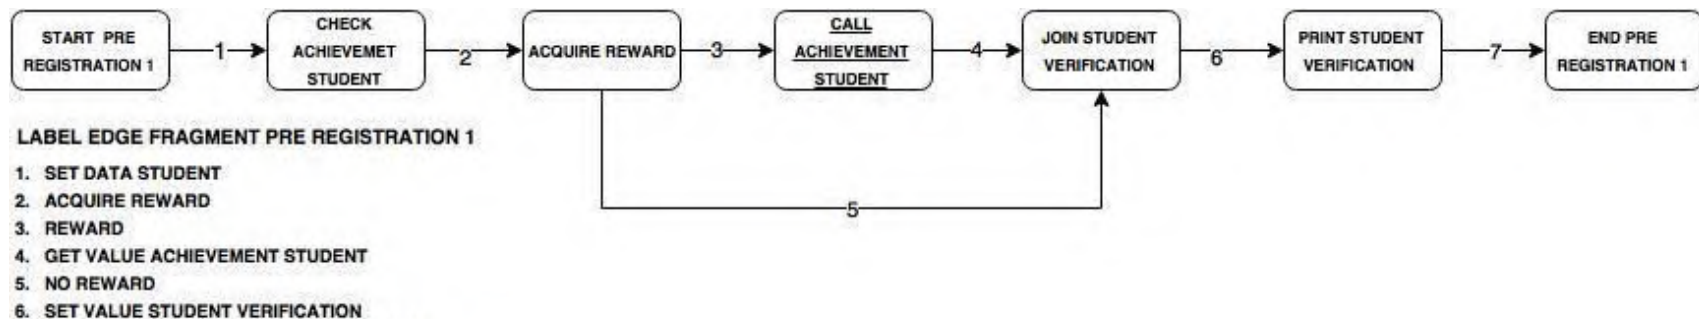 START PRE
REGISTRATION 1
1
CHECK
ACHIEVEMET
STUDENT
2
ACQUIRE REWARD
3
CALL
ACHIEVEMENT
STUDENT
4
JOIN STUDENT
VERIFICATION
6
PRINT STUDENT
VERIFICATION
7
END PRE
REGISTRATION 1
5
LABEL EDGE FRAGMENT PRE REGISTRATION 1
1. SET DATA STUDENT
2. ACQUIRE REWARD
3. REWARD
4. GET VALUE ACHIEVEMENT STUDENT
5. NO REWARD
6. SET VALUE STUDENT VERIFICATION